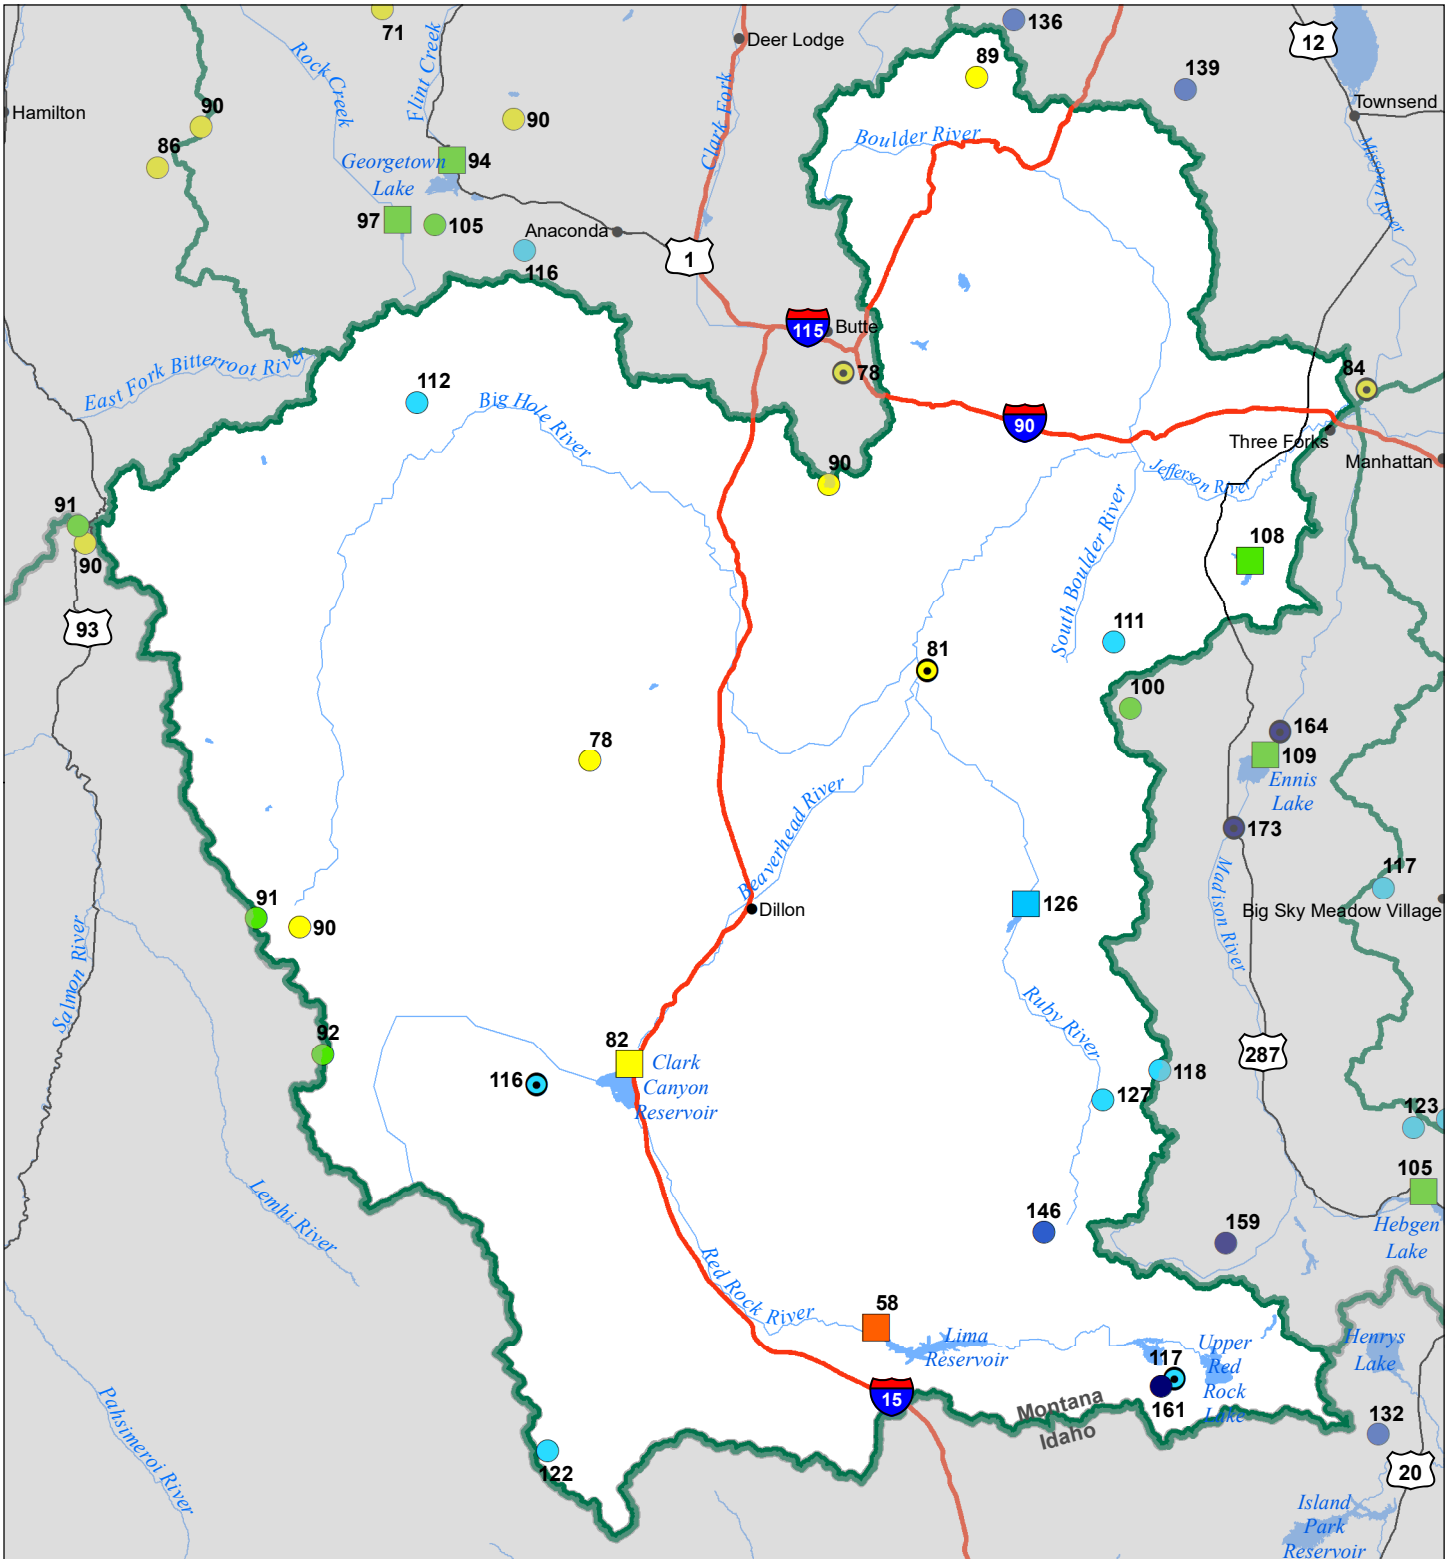 71
136
Deer Lodge
12
Rock Creek
Flint Creek
89
139
Hamilton
90
90
Clark Fork
Townsend
86
Boulder River
Missouri River
94
Georgetown
Lake
97
105
Anaconda
116
1
115
Butte
East Fork Bitterroot River
78
84
112
Big Hole River
90
Three Forks
Manhattan
90
Jefferson River
91
90
South Boulder River
108
93
111
81
100
164
109
Ennis
Lake
78
Beaverhead River
173
Madison River
117
91
90
Dillon
126
Big Sky Meadow Village
Salmon River
Ruby River
92
82
Clark
Canyon
Reservoir
287
116
118
127
123
105
Lemhi River
146
159
Hebgen
Lake
Red Rock River
58
Lima
Reservoir
Upper
Red
Rock
Lake
117
161
Henrys
Lake
15
Montana
Idaho
Pahsimeroi River
132
122
20
Island
Park
Reservoir